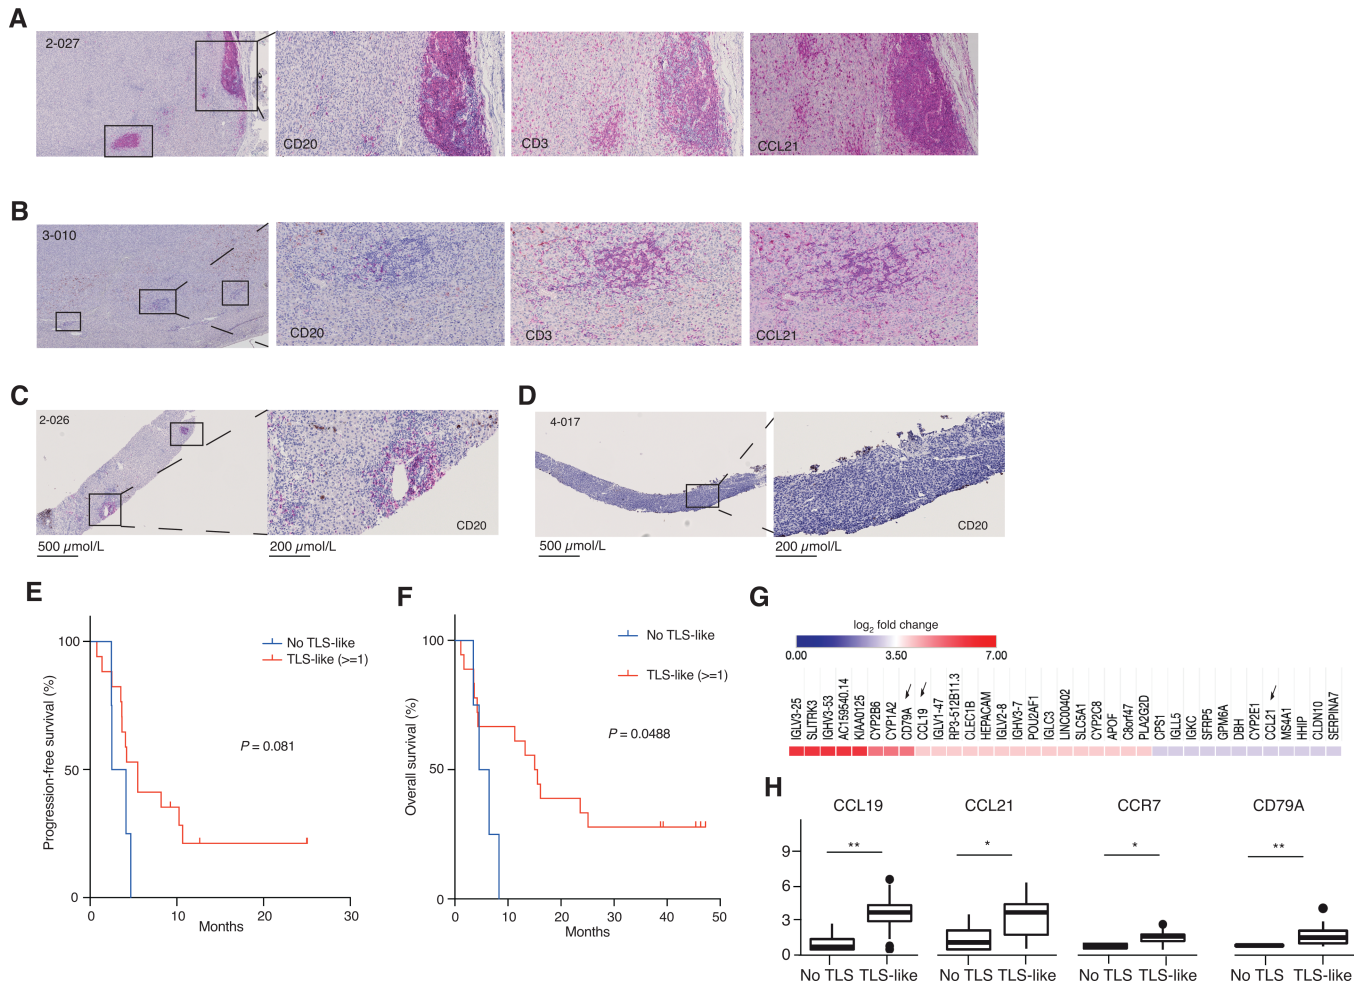 A
2-027
CD20
CD3
CCL21
B
3-010
CD20
CD3
CCL21
C
2-026
CD20
500 µmol/L
200 µmol/L
D
4-017
CD20
500 µmol/L
200 µmol/L
E
Progression-free survival (%)
100
50
0
0 10 20 30
Months
No TLS-like
TLS-like (>=1)
P = 0.081
F
Overall survival (%)
100
50
0
0 10 20 30 40 50
Months
No TLS-like
TLS-like (>=1)
P = 0.0488
G
log2 fold change
0.00 3.50 7.00
IGLV3-25
SLITRK3
IGHV3-53
AC159540.14
KIAA0125
CYP2B6
CYP1A2
CD79A
CCL19
IGLV1-47
RP3-512B11.3
CLEC1B
HEPACAM
IGLV2-8
IGHV3-7
POU2AF1
IGLC3
LINC00402
SLC5A1
CYP2C8
APOF
C8orf47
PLA2G2D
CPS1
IGLL5
IGKC
SFRP5
GPM6A
DBH
CYP2E1
CCL21
MS4A1
HHIP
CLDN10
SERPINA7
H
CCL19 CCL21 CCR7 CD79A
** * * **
9
6
3
0
No TLS TLS-like No TLS TLS-like No TLS TLS-like No TLS TLS-like